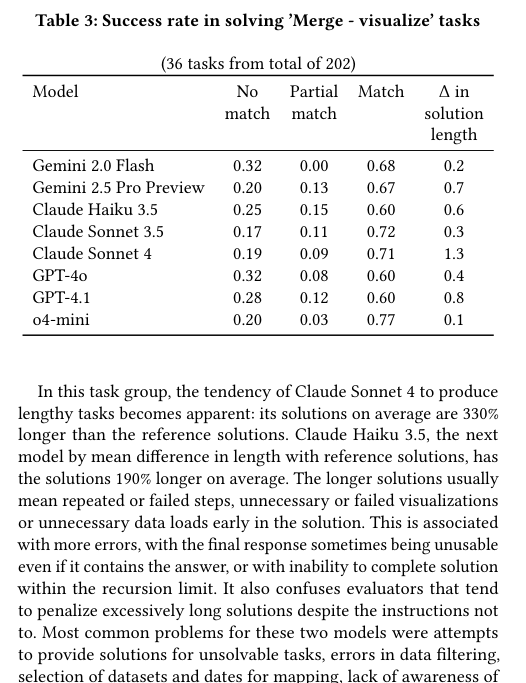 Table 3: Success rate in solving 'Merge - visualize' tasks
(36 tasks from total of 202)
Model No match Partial match Match Δ in solution length
Gemini 2.0 Flash 0.32 0.00 0.68 0.2
Gemini 2.5 Pro Preview 0.20 0.13 0.67 0.7
Claude Haiku 3.5 0.25 0.15 0.60 0.6
Claude Sonnet 3.5 0.17 0.11 0.72 0.3
Claude Sonnet 4 0.19 0.09 0.71 1.3
GPT-4o 0.32 0.08 0.60 0.4
GPT-4.1 0.28 0.12 0.60 0.8
o4-mini 0.20 0.03 0.77 0.1
In this task group, the tendency of Claude Sonnet 4 to produce
lengthy tasks becomes apparent: its solutions on average are 330%
longer than the reference solutions. Claude Haiku 3.5, the next
model by mean difference in length with reference solutions, has
the solutions 190% longer on average. The longer solutions usually
mean repeated or failed steps, unnecessary or failed visualizations
or unnecessary data loads early in the solution. This is associated
with more errors, with the final response sometimes being unusable
even if it contains the answer, or with inability to complete solution
within the recursion limit. It also confuses evaluators that tend
to penalize excessively long solutions despite the instructions not
to. Most common problems for these two models were attempts
to provide solutions for unsolvable tasks, errors in data filtering,
selection of datasets and dates for mapping, lack of awareness of